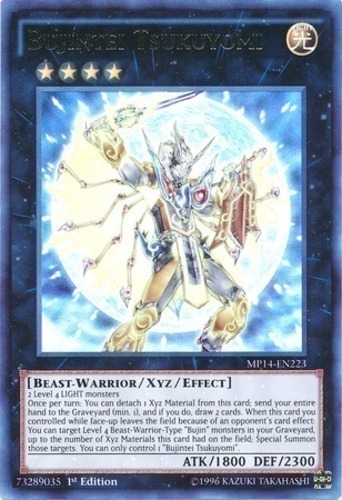 BUJINTEI TSUKUYOMI
光
MP14-EN223
[BEAST-WARRIOR/XYZ/EFFECT]
2 Level 4 LIGHT monsters
Once per turn: You can detach 1 Xyz Material from this card; send your entire
hand to the Graveyard (min. 1), and if you do, draw 2 cards. When this card you
controlled while face-up leaves the field because of an opponent's card effect:
You can target Level 4 Beast-Warrior-Type "Bujin" monsters in your Graveyard,
up to the number of Xyz Materials this card had on the field; Special Summon
those targets. You can only control 1 "Bujintei Tsukuyomi".
ATK/1800 DEF/2300
73289035 1st Edition ©1996 KAZUKI TAKAHASHI